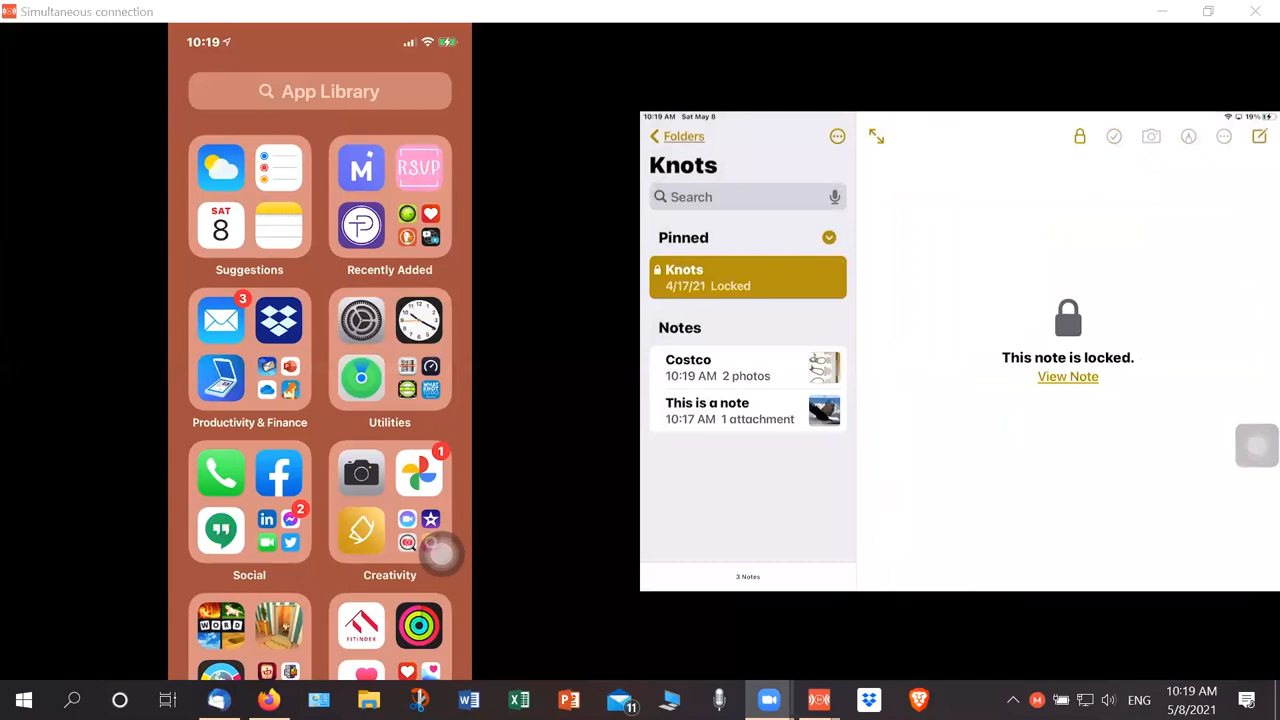 Simultaneous connection
10:19
App Library
R.S.V.P
SAT
8
Suggestions
Recently Added
3
Productivity & Finance
Utilities
1
2
Social
Creativity
WORD
FITINDEX
10:19 AM Sat May 8
19%
Folders
Knots
Search
Pinned
Knots
4/17/21 Locked
Notes
Costco
10:19 AM 2 photos
This is a note
10:17 AM 1 attachment
3 Notes
This note is locked.
View Note
11
ENG
10:19 AM
5/8/2021